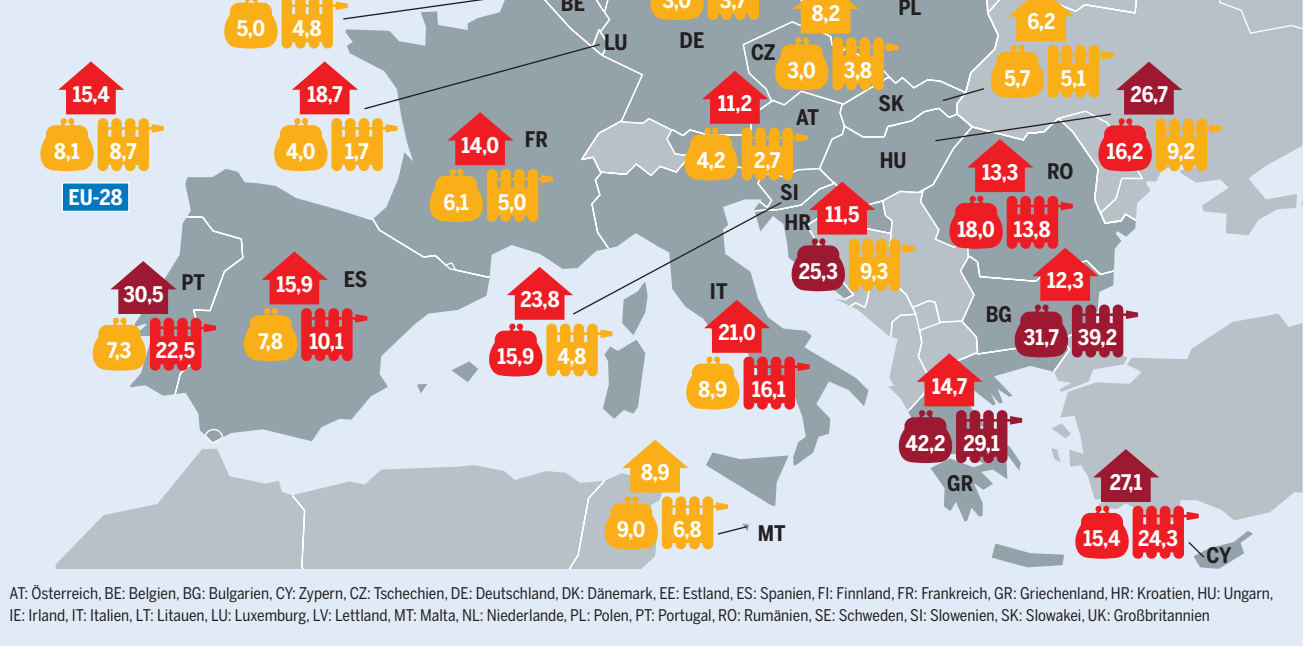 BE
5,0 4,8
3,0 3,7
8,2
PL
6,2
LU
DE
CZ
3,0 3,8
5,7 5,1
15,4
8,1 8,7
EU-28
18,7
4,0 1,7
11,2
AT
4,2 2,7
SK
26,7
16,2 9,2
14,0
FR
6,1 5,0
HU
13,3
RO
18,0 13,8
SI
HR
11,5
25,3 9,3
30,5
PT
7,3 22,5
15,9
ES
7,8 10,1
23,8
15,9 4,8
IT
21,0
8,9 16,1
12,3
BG
31,7 39,2
14,7
42,2 29,1
GR
8,9
9,0 6,8
MT
27,1
15,4 24,3
CY
AT: Österreich, BE: Belgien, BG: Bulgarien, CY: Zypern, CZ: Tschechien, DE: Deutschland, DK: Dänemark, EE: Estland, ES: Spanien, FI: Finnland, FR: Frankreich, GR: Griechenland, HR: Kroatien, HU: Ungarn,
IE: Irland, IT: Italien, LT: Litauen, LU: Luxemburg, LV: Lettland, MT: Malta, NL: Niederlande, PL: Polen, PT: Portugal, RO: Rumänien, SE: Schweden, SI: Slowenien, SK: Slowakei, UK: Großbritannien